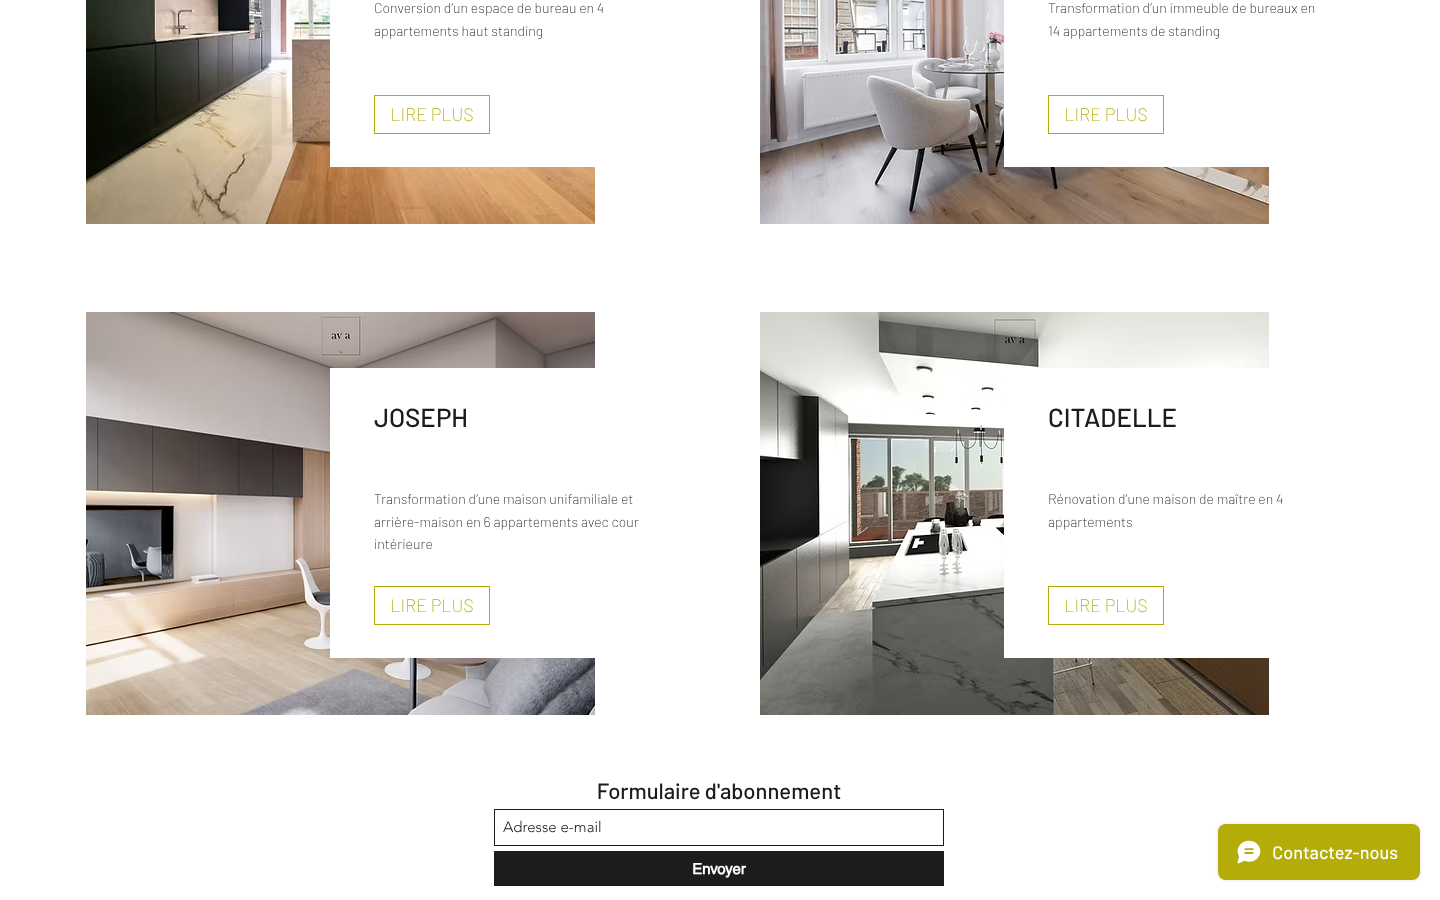 Conversion d'un espace de bureau en 4
appartements haut standing
LIRE PLUS
Transformation d'un immeuble de bureaux en
14 appartements de standing
LIRE PLUS
av a
JOSEPH
Transformation d'une maison unifamiliale et
arrière-maison en 6 appartements avec cour
intérieure
LIRE PLUS
av a
CITADELLE
Rénovation d'une maison de maître en 4
appartements
LIRE PLUS
Formulaire d'abonnement
Adresse e-mail
Envoyer
Contactez-nous